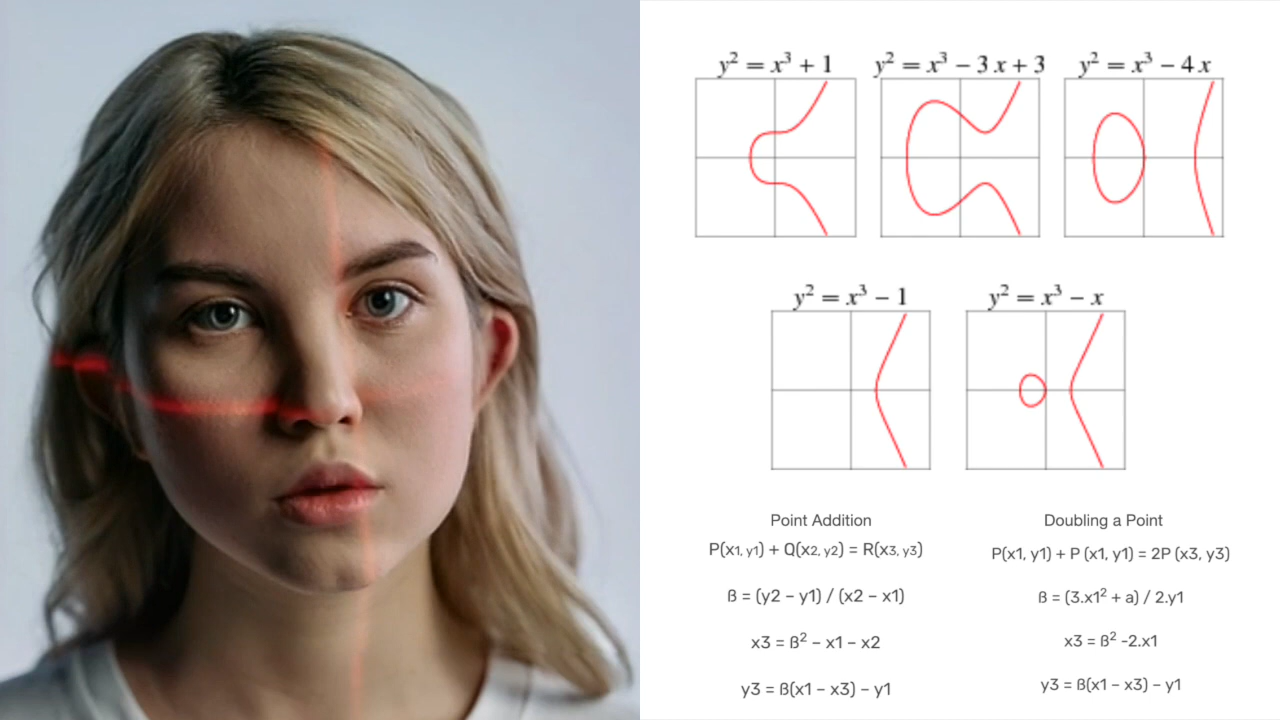 y² = x³ + 1
y² = x³ − 3 x + 3
y² = x³ − 4 x
y² = x³ − 1
y² = x³ − x
Point Addition
P(x1, y1) + Q(x2, y2) = R(x3, y3)
ß = (y2 − y1) / (x2 − x1)
x3 = ß² − x1 − x2
y3 = ß(x1 − x3) − y1
Doubling a Point
P(x1, y1) + P (x1, y1) = 2P (x3, y3)
ß = (3.x1² + a) / 2.y1
x3 = ß² -2.x1
y3 = ß(x1 − x3) − y1